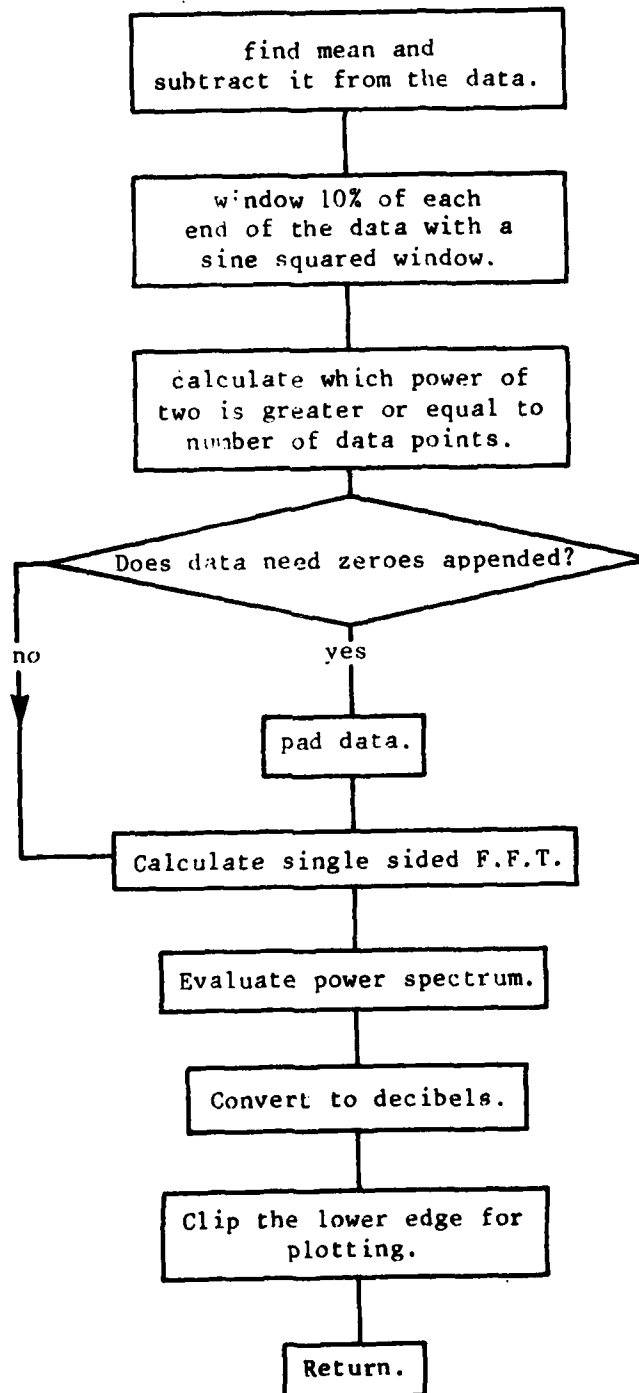 find mean and
subtract it from the data.
window 10% of each
end of the data with a
sine squared window.
calculate which power of
two is greater or equal to
number of data points.
Does data need zeroes appended?
no
yes
pad data.
Calculate single sided F.F.T.
Evaluate power spectrum.
Convert to decibels.
Clip the lower edge for
plotting.
Return.